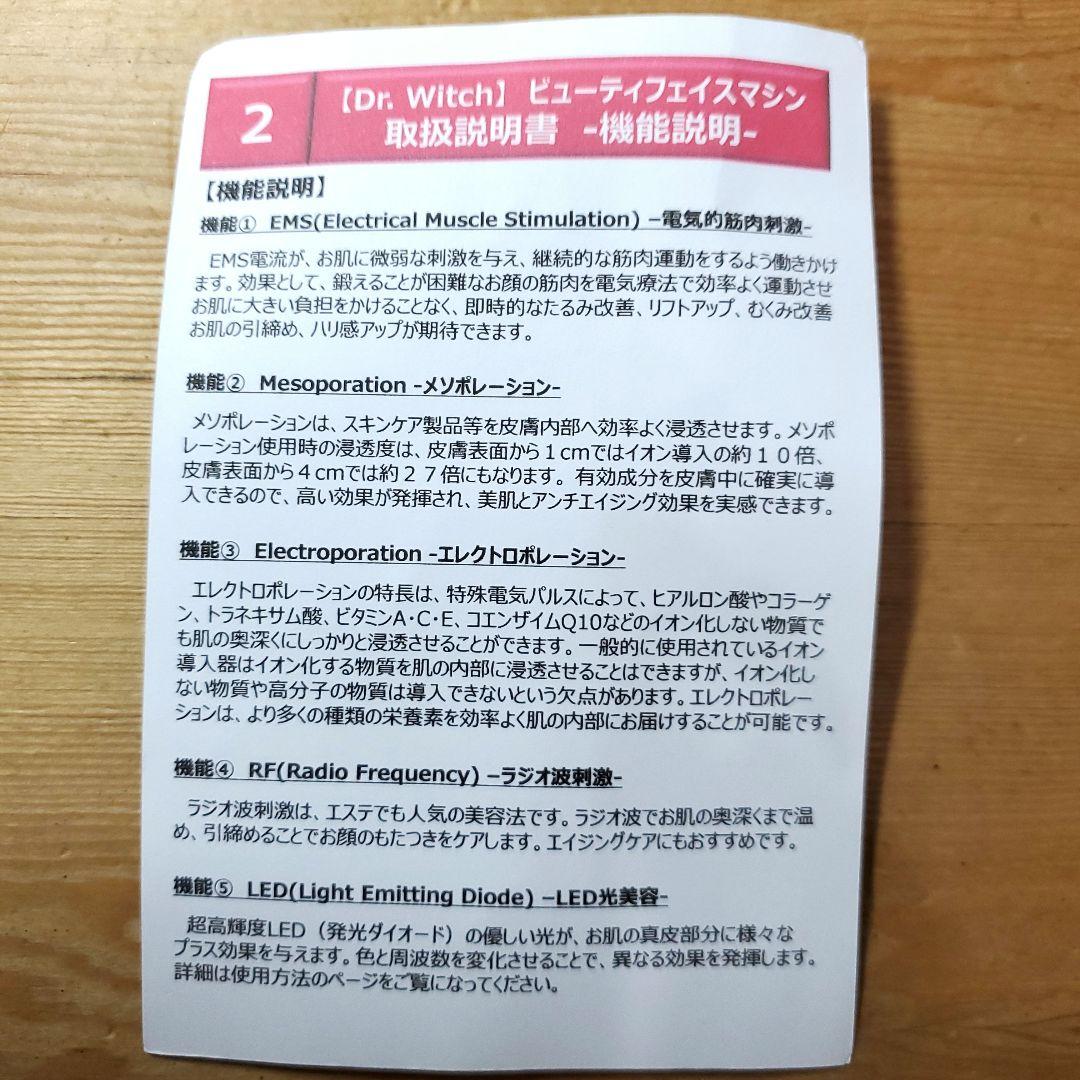 2
【Dr. Witch】 ビューティフェイスマシン
取扱説明書 -機能説明-
【機能説明】
機能① EMS(Electrical Muscle Stimulation) –電気的筋肉刺激-
EMS電流が、お肌に微弱な刺激を与え、継続的な筋肉運動をするよう働きかけ
ます。効果として、鍛えることが困難なお顔の筋肉を電気療法で効率よく運動させ
お肌に大きい負担をかけることなく、即時的なたるみ改善、リフトアップ、むくみ改善
お肌の引締め、ハリ感アップが期待できます。
機能② Mesoporation -メソポレーション-
メソポレーションは、スキンケア製品等を皮膚内部へ効率よく浸透させます。メソポ
レーション使用時の浸透度は、皮膚表面から１cmではイオン導入の約１０倍、
皮膚表面から４cmでは約２７倍にもなります。有効成分を皮膚中に確実に導
入できるので、高い効果が発揮され、美肌とアンチエイジング効果を実感できます。
機能③ Electroporation -エレクトロポレーション-
エレクトロポレーションの特長は、特殊電気パルスによって、ヒアルロン酸やコラーゲ
ン、トラネキサム酸、ビタミンA・C・E、コエンザイムQ10などのイオン化しない物質で
も肌の奥深くにしっかりと浸透させることができます。一般的に使用されているイオン
導入器はイオン化する物質を肌の内部に浸透させることはできますが、イオン化し
ない物質や高分子の物質は導入できないという欠点があります。エレクトロポレー
ションは、より多くの種類の栄養素を効率よく肌の内部にお届けすることが可能です。
機能④ RF(Radio Frequency) –ラジオ波刺激-
ラジオ波刺激は、エステでも人気の美容法です。ラジオ波でお肌の奥深くまで温
め、引締めることでお顔のもたつきをケアします。エイジングケアにもおすすめです。
機能⑤ LED(Light Emitting Diode) –LED光美容-
超高輝度LED（発光ダイオード）の優しい光が、お肌の真皮部分に様々な
プラス効果を与えます。色と周波数を変化させることで、異なる効果を発揮します。
詳細は使用方法のページをご覧になってください。